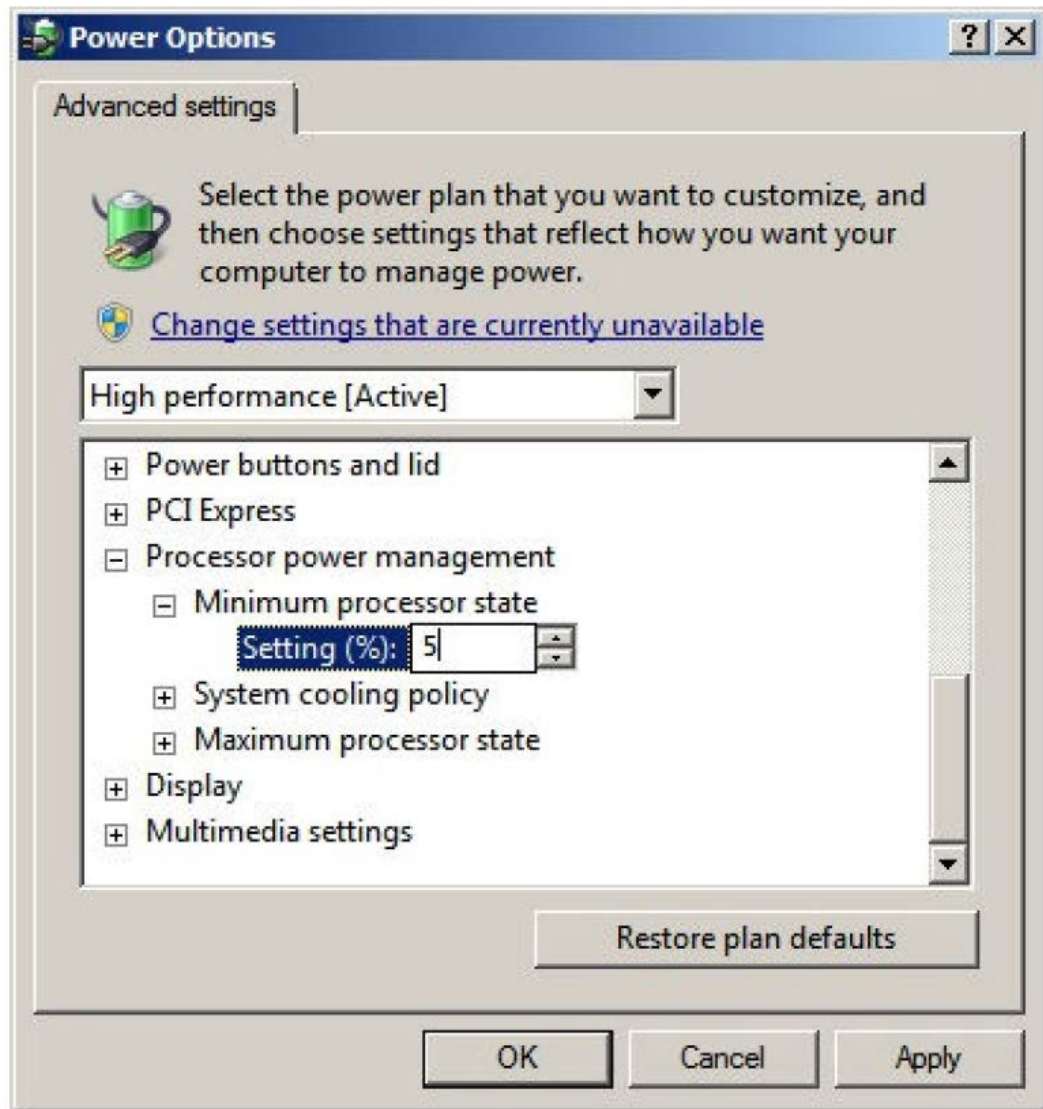 Power Options
Advanced settings
Select the power plan that you want to customize, and
then choose settings that reflect how you want your
computer to manage power.
Change settings that are currently unavailable
High performance [Active]
Power buttons and lid
PCI Express
Processor power management
Minimum processor state
Setting (%): 5
System cooling policy
Maximum processor state
Display
Multimedia settings
Restore plan defaults
OK Cancel Apply